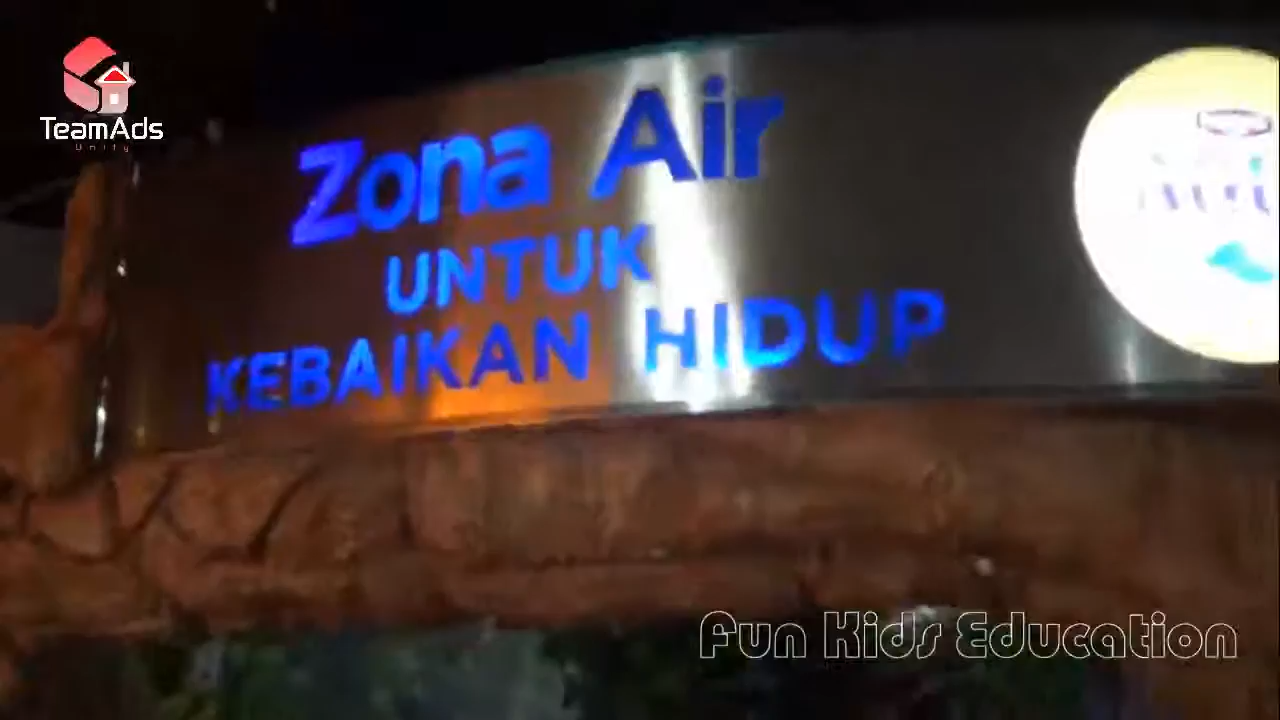 TeamAds
Unity
Zona Air
UNTUK
KEBAIKAN HIDUP
Fun Kids Education